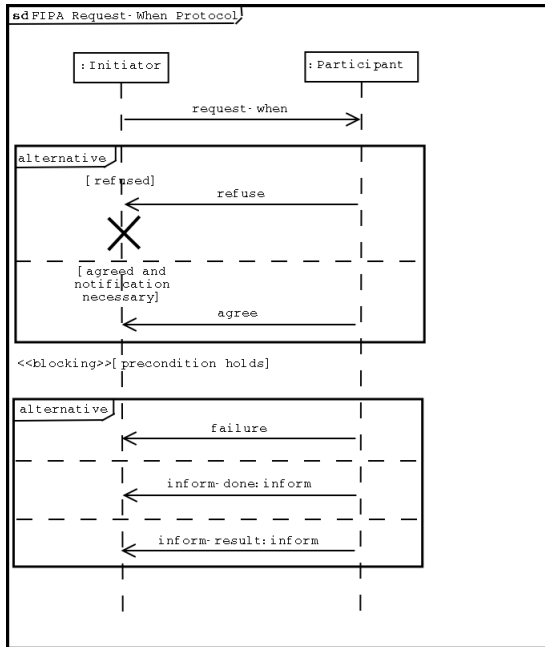 sd FIPA Request-When Protocol
:Initiator
:Participant
request-when
alternative
[refused]
refuse
[agreed and
notification
necessary]
agree
<<blocking>>[precondition holds]
alternative
failure
inform-done:inform
inform-result:inform